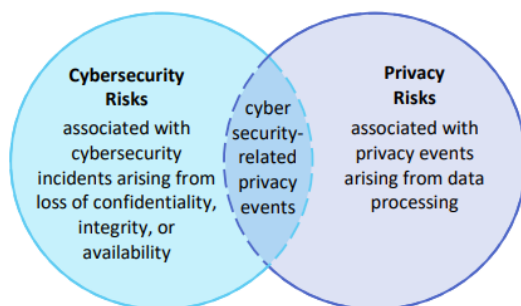 Cybersecurity
Risks
associated with
cybersecurity
incidents arising from
loss of confidentiality,
integrity, or
availability
cyber
security-
related
privacy
events
Privacy
Risks
associated with
privacy events
arising from data
processing